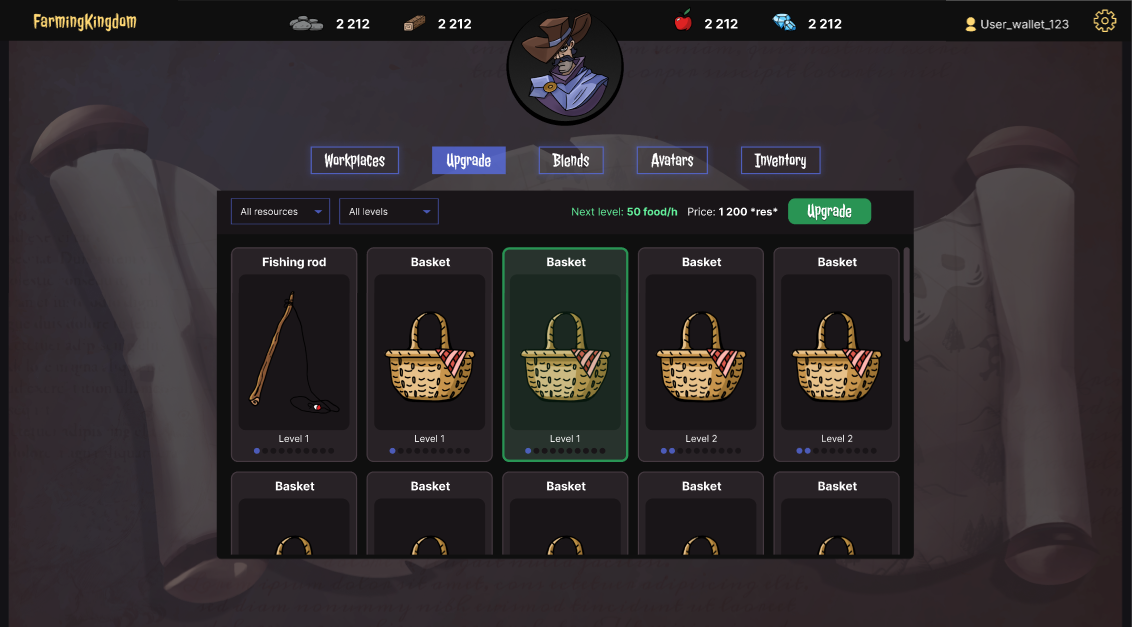 FarmingKingdom
2 212
2 212
2 212
2 212
User_wallet_123
Workplaces
Upgrade
Blends
Avatars
Inventory
All resources
All levels
Next level: 50 food/h
Price: 1 200 *res*
Upgrade
Fishing rod
Basket
Basket
Basket
Basket
Level 1
Level 1
Level 1
Level 2
Level 2
Basket
Basket
Basket
Basket
Basket